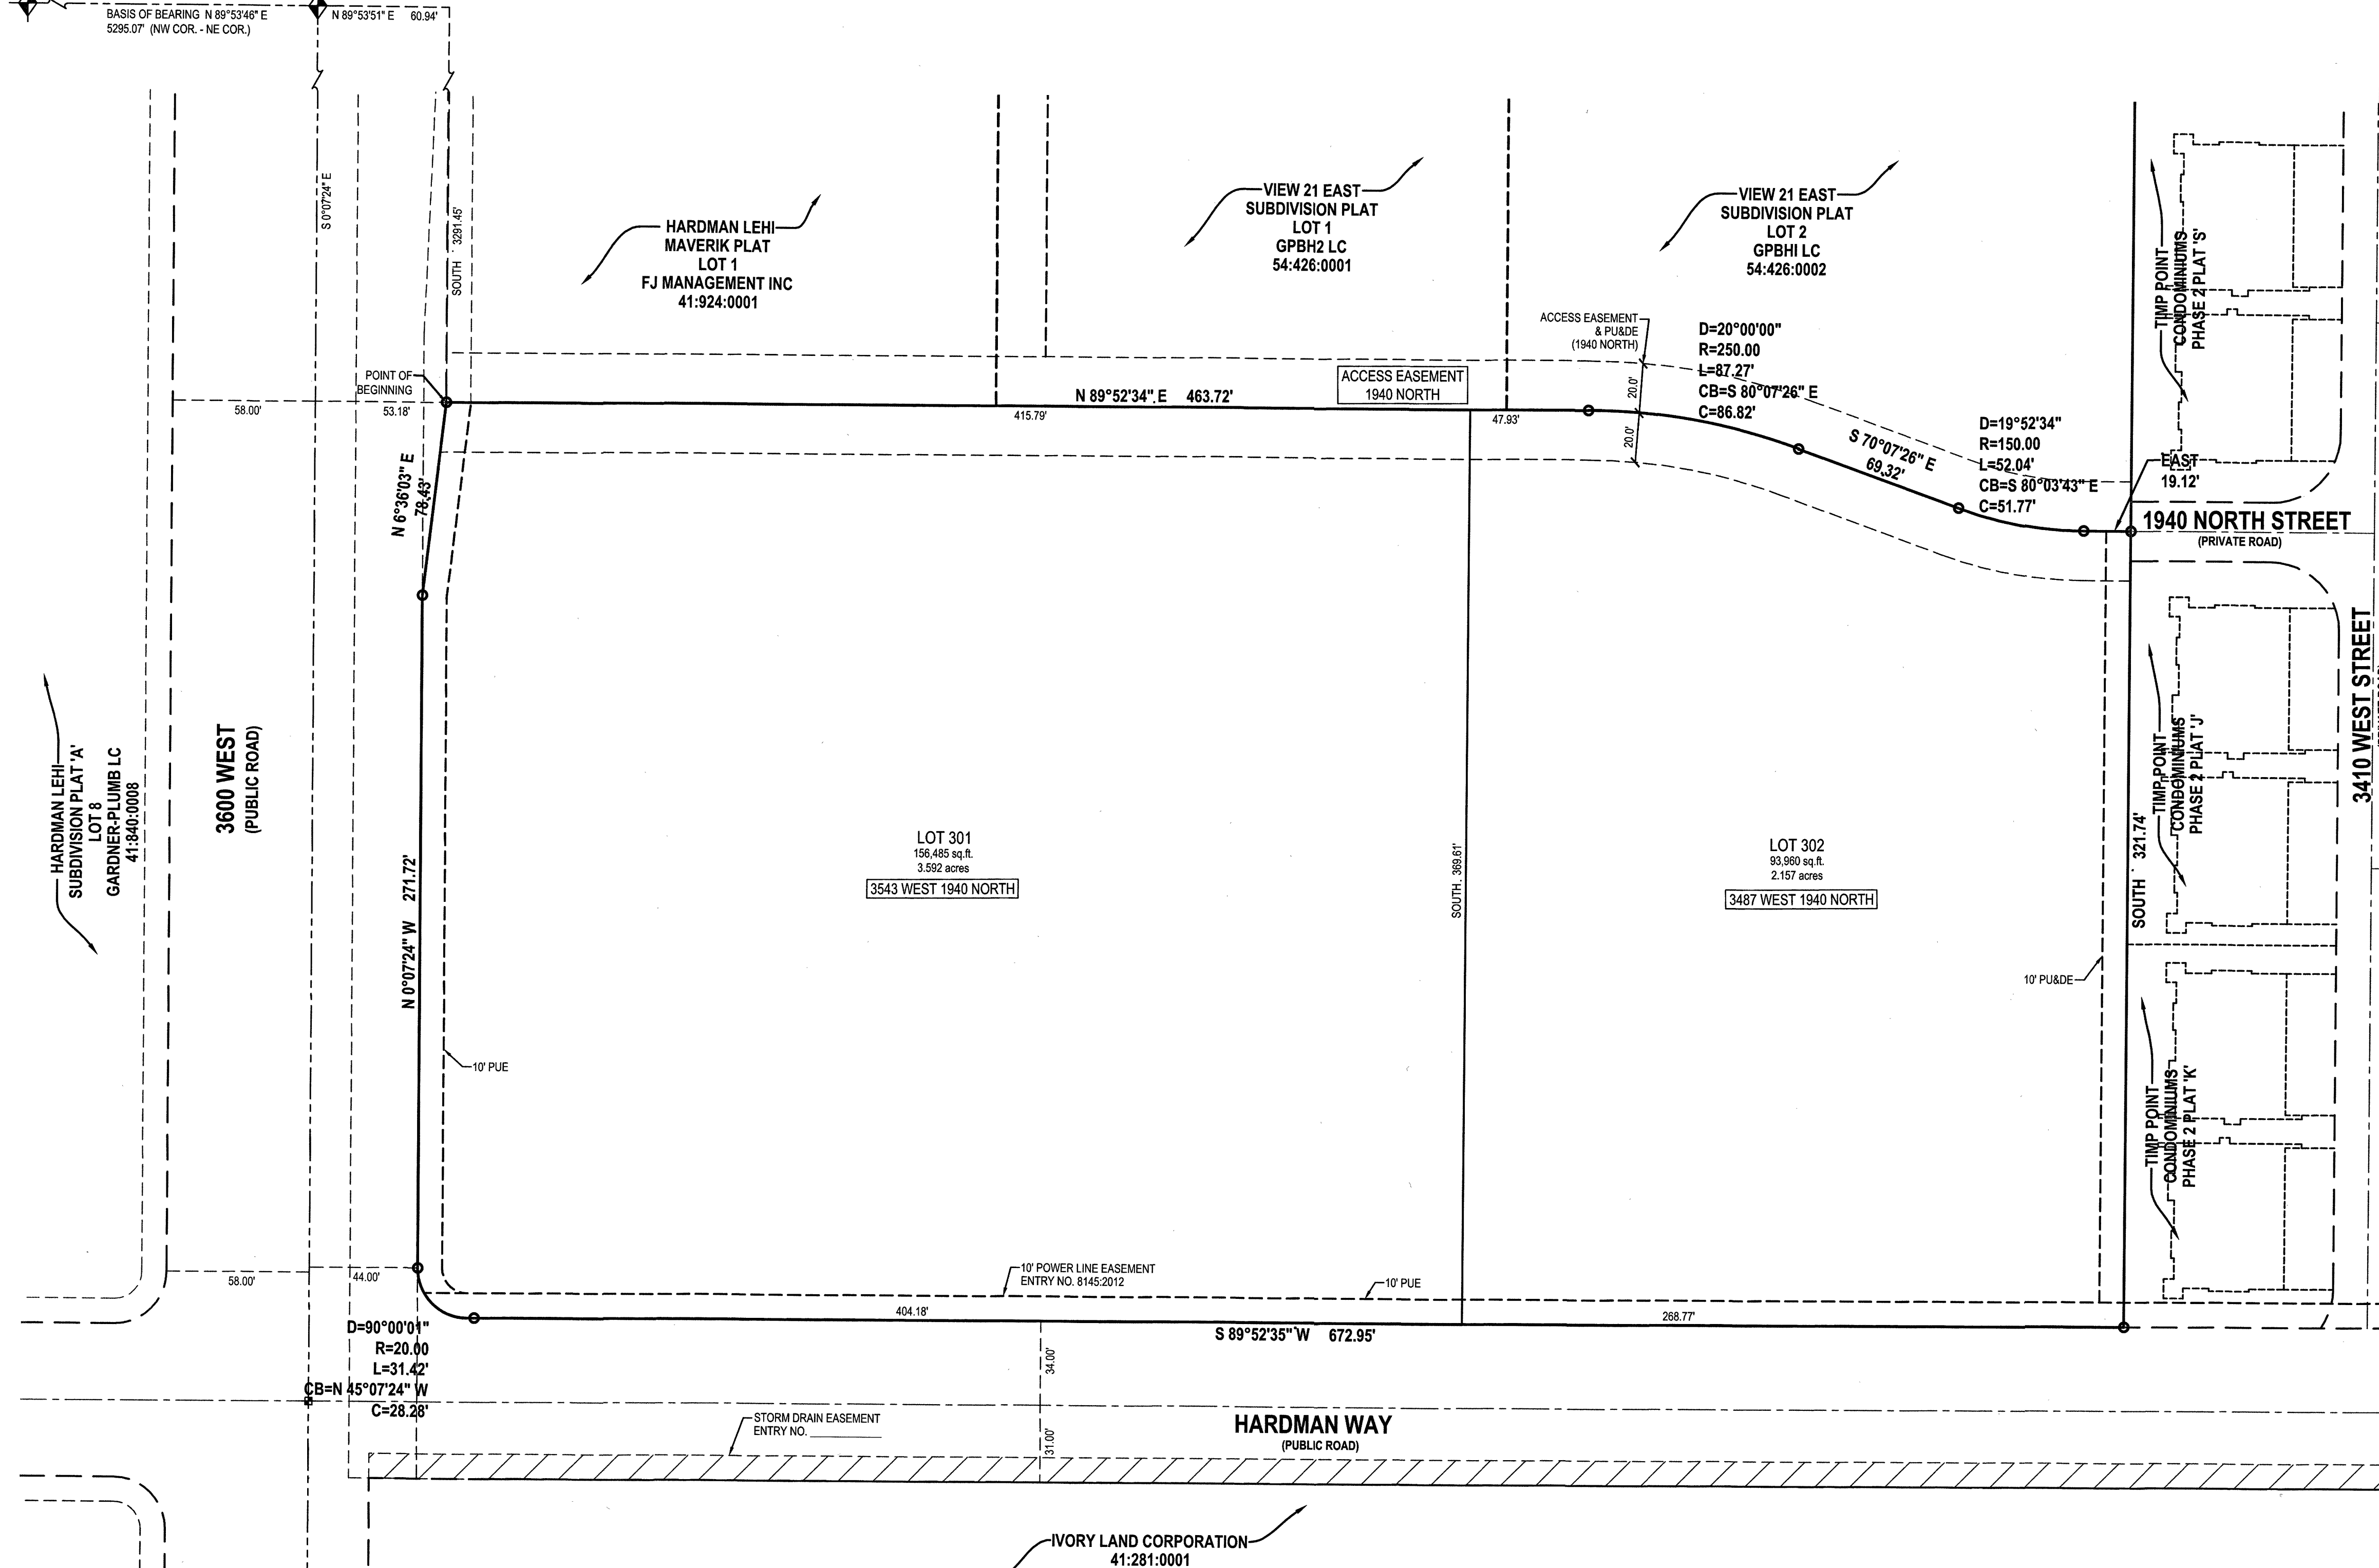 BASIS OF BEARING N 89°53'46" E
5295.07' (NW COR. - NE COR.)
N 89°53'51" E 60.94'
S 0°07'24" E
SOUTH 3291.45'
HARDMAN LEHI
MAVERIK PLAT
LOT 1
FJ MANAGEMENT INC
41:924:0001
VIEW 21 EAST
SUBDIVISION PLAT
LOT 1
GPBH2 LC
54:426:0001
VIEW 21 EAST
SUBDIVISION PLAT
LOT 2
GPBHI LC
54:426:0002
TIMP POINT
CONDOMINIUMS
PHASE 2 PLAT 'S'
ACCESS EASEMENT
& PU&DE
(1940 NORTH)
D=20°00'00"
R=250.00
L=87.27'
CB=S 80°07'26" E
C=86.82'
POINT OF
BEGINNING
58.00'
53.18'
N 89°52'34" E 463.72'
415.79'
ACCESS EASEMENT
1940 NORTH
47.93'
20.0'
20.0'
S 70°07'26" E
69.32'
D=19°52'34"
R=150.00
L=52.04'
CB=S 80°03'43" E
C=51.77'
EAST
19.12'
1940 NORTH STREET
(PRIVATE ROAD)
N 6°36'03" E
78.43'
3410 WEST STREET
HARDMAN LEHI
SUBDIVISION PLAT 'A'
LOT 8
GARDNER-PLUMB LC
41:840:0008
3600 WEST
(PUBLIC ROAD)
N 0°07'24" W 271.72'
LOT 301
156,485 sq.ft.
3.592 acres
3543 WEST 1940 NORTH
SOUTH 369.61'
LOT 302
93,960 sq.ft.
2.157 acres
3487 WEST 1940 NORTH
SOUTH 321.74'
TIMP POINT
CONDOMINIUMS
PHASE 2 PLAT 'J'
10' PU&DE
10' PUE
TIMP POINT
CONDOMINIUMS
PHASE 2 PLAT 'K'
58.00'
44.00'
10' POWER LINE EASEMENT
ENTRY NO. 8145:2012
10' PUE
404.18'
268.77'
S 89°52'35" W 672.95'
D=90°00'01"
R=20.00
L=31.42'
CB=N 45°07'24" W
C=28.28'
34.00'
31.00'
STORM DRAIN EASEMENT
ENTRY NO.
HARDMAN WAY
(PUBLIC ROAD)
IVORY LAND CORPORATION
41:281:0001